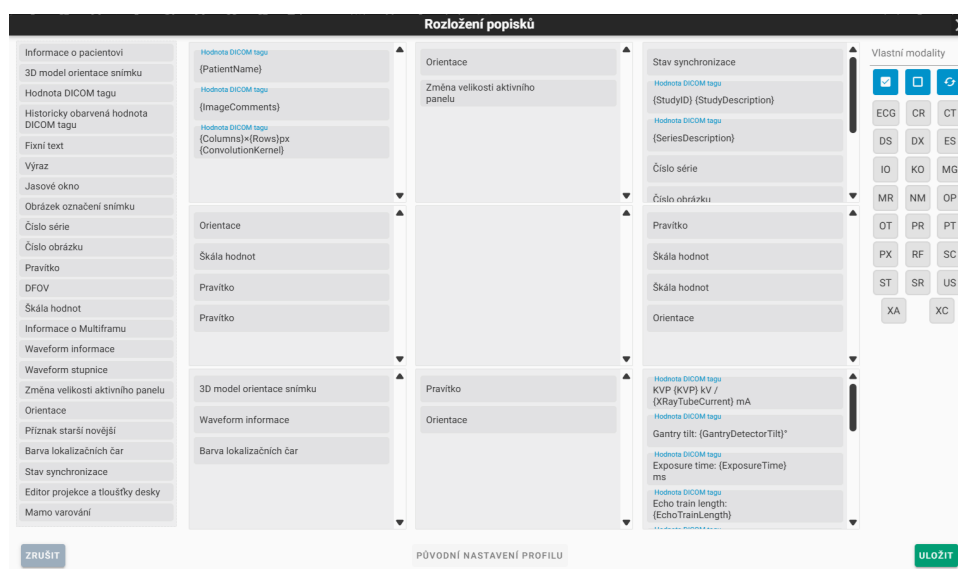 Rozložení popisků
Informace o pacientovi
3D model orientace snímku
Hodnota DICOM tagu
Historicky obarvená hodnota
DICOM tagu
Fixní text
Výraz
Jasové okno
Obrázek označení snímku
Číslo série
Číslo obrázku
Pravítko
DFOV
Škála hodnot
Informace o Multiframu
Waveform informace
Waveform stupnice
Změna velikosti aktivního panelu
Orientace
Příznak starší novější
Barva lokalizačních čar
Stav synchronizace
Editor projekce a tloušťky desky
Mamo varování
Hodnota DICOM tagu
{PatientName}
Hodnota DICOM tagu
{ImageComments}
Hodnota DICOM tagu
{Columns}×{Rows}px
{ConvolutionKernel}
Orientace
Změna velikosti aktivního
panelu
Stav synchronizace
Hodnota DICOM tagu
{StudyID} {StudyDescription}
Hodnota DICOM tagu
{SeriesDescription}
Číslo série
Číslo obrázku
Orientace
Škála hodnot
Pravítko
Pravítko
Pravítko
Škála hodnot
Škála hodnot
Orientace
3D model orientace snímku
Waveform informace
Barva lokalizačních čar
Pravítko
Orientace
Hodnota DICOM tagu
KVP {KVP} kV /
{XRayTubeCurrent} mA
Hodnota DICOM tagu
Gantry tilt: {GantryDetectorTilt}°
Hodnota DICOM tagu
Exposure time: {ExposureTime}
ms
Hodnota DICOM tagu
Echo train length:
{EchoTrainLength}
Hodnota DICOM tagu
Vlastní modality
ECG CR CT
DS DX ES
IO KO MG
MR NM OP
OT PR PT
PX RF SC
ST SR US
XA XC
ZRUŠIT
PŮVODNÍ NASTAVENÍ PROFILU
ULOŽIT